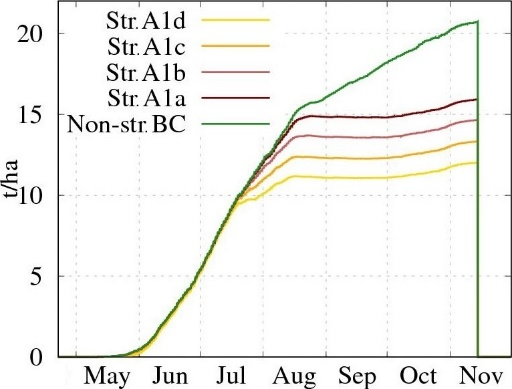 t/ha
20
15
10
5
0
Str.A1d
Str.A1c
Str.A1b
Str.A1a
Non-str.BC
May Jun Jul Aug Sep Oct Nov